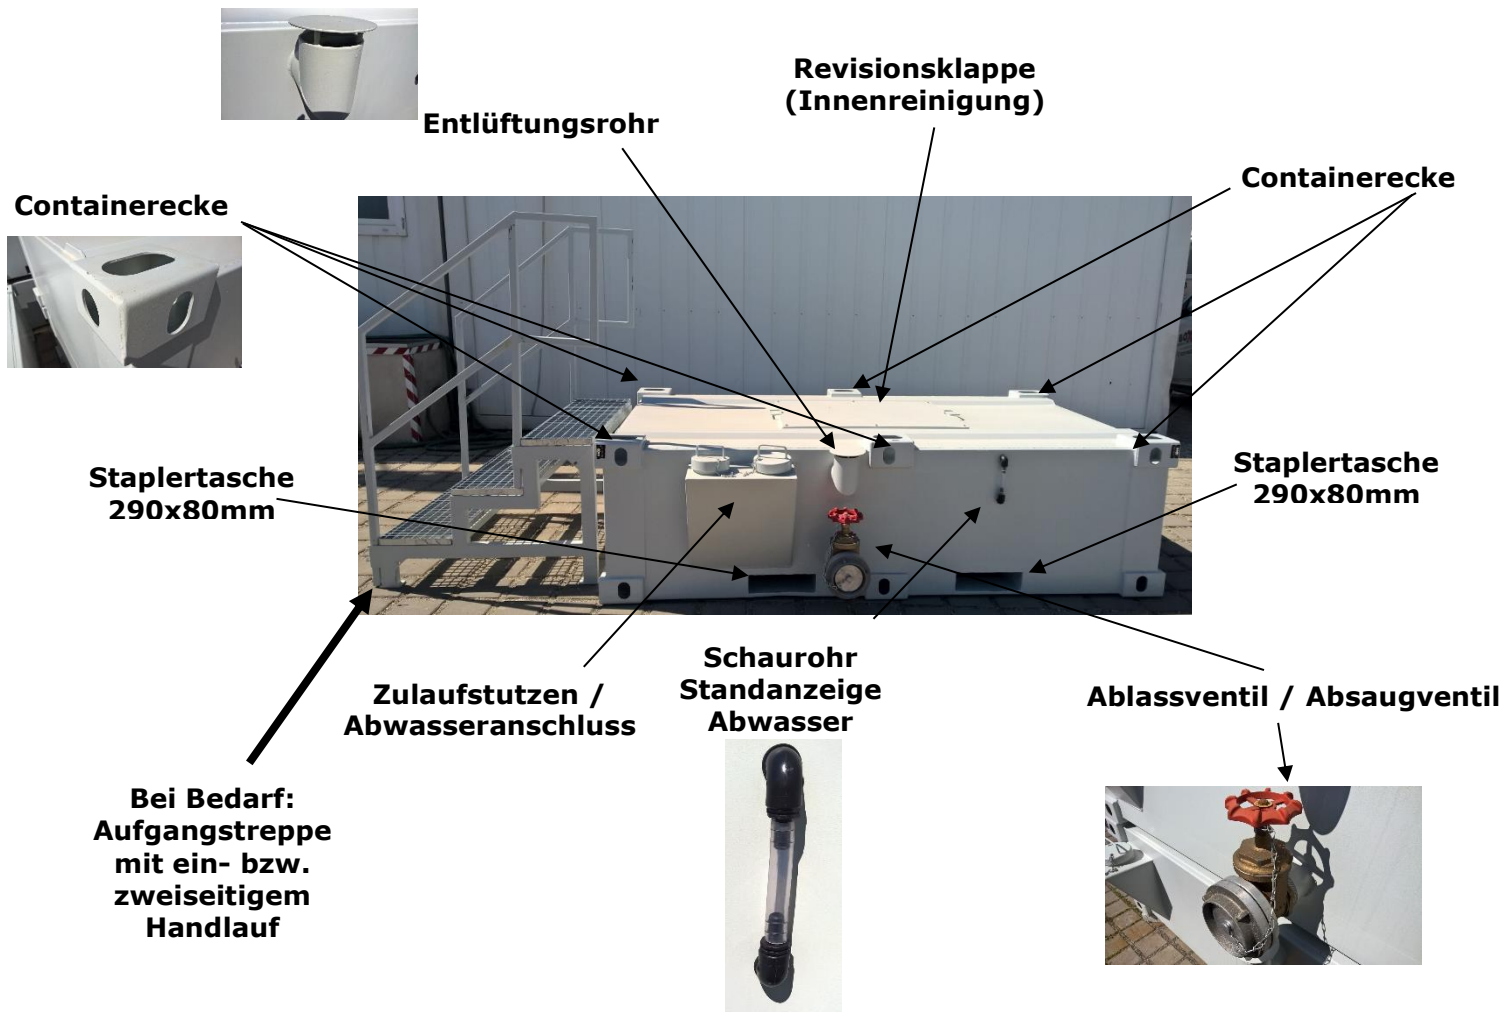 Revisionsklappe
(Innenreinigung)
Entlüftungsrohr
Containerecke
Containerecke
Staplertasche
290x80mm
Staplertasche
290x80mm
Zulaufstutzen /
Abwasseranschluss
Schaurohr
Standanzeige
Abwasser
Ablassventil / Absaugventil
Bei Bedarf:
Aufgangstreppe
mit ein- bzw.
zweiseitigem
Handlauf